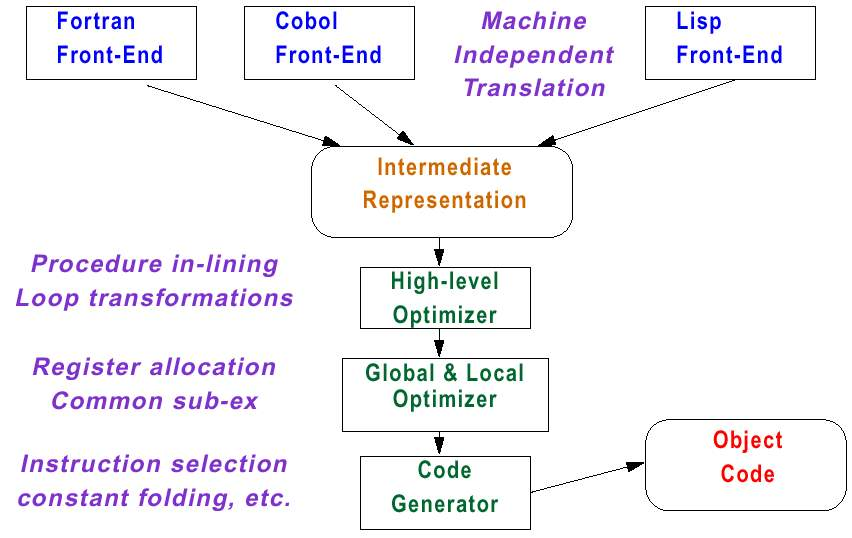 Fortran
Front-End
Cobol
Front-End
Machine
Independent
Translation
Lisp
Front-End
Intermediate
Representation
Procedure in-lining
Loop transformations
High-level
Optimizer
Register allocation
Common sub-ex
Global & Local
Optimizer
Instruction selection
constant folding, etc.
Code
Generator
Object
Code